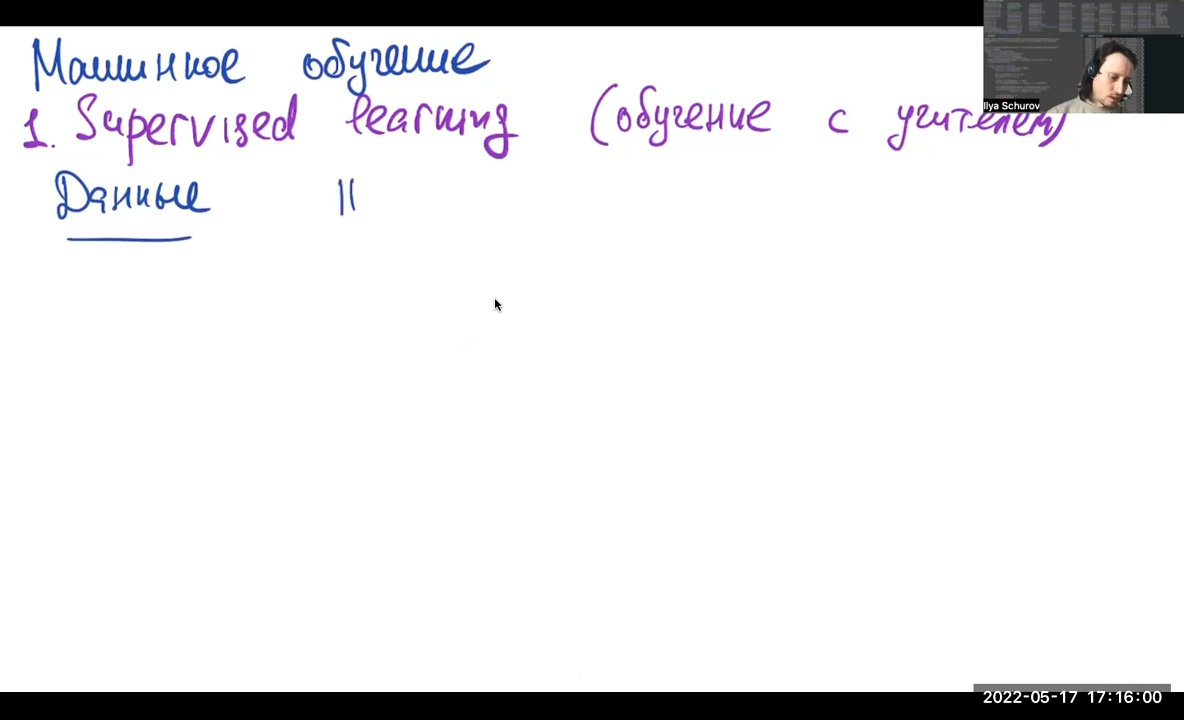 Машинное обучение
1. Supervised learning (обучение с учителем)
Данные
Ilya Schurov
2022-05-17 17:16:00